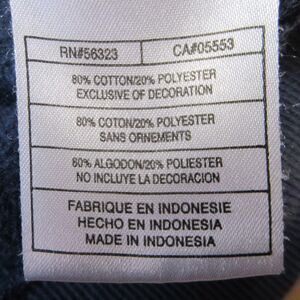 RN#56323 CA#05553
80% COTTON/20% POLYESTER
EXCLUSIVE OF DECORATION
80% COTON/20% POLYESTER
SANS ORNEMENTS
60% ALGODON/20% POLIESTER
NO INCLUYE LA DECORACION
FABRIQUE EN INDONESIE
HECHO EN INDONESIA
MADE IN INDONESIA